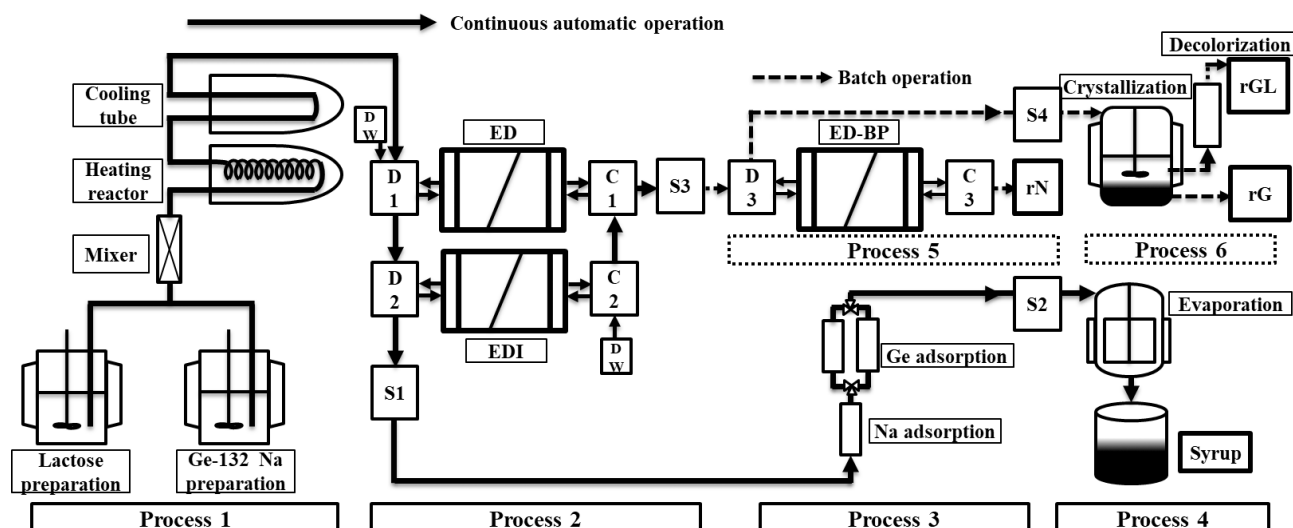 Continuous automatic operation
Decolorization
Cooling
tube
Batch operation
Crystallization
rGL
D
W
ED
ED-BP
S4
Heating
reactor
D
1
C
1
S3
D
3
C
3
rN
rG
Mixer
Process 5
Process 6
D
2
C
2
S2
Evaporation
EDI
D
W
Ge adsorption
S1
Na adsorption
Lactose
preparation
Ge-132 Na
preparation
Syrup
Process 1
Process 2
Process 3
Process 4